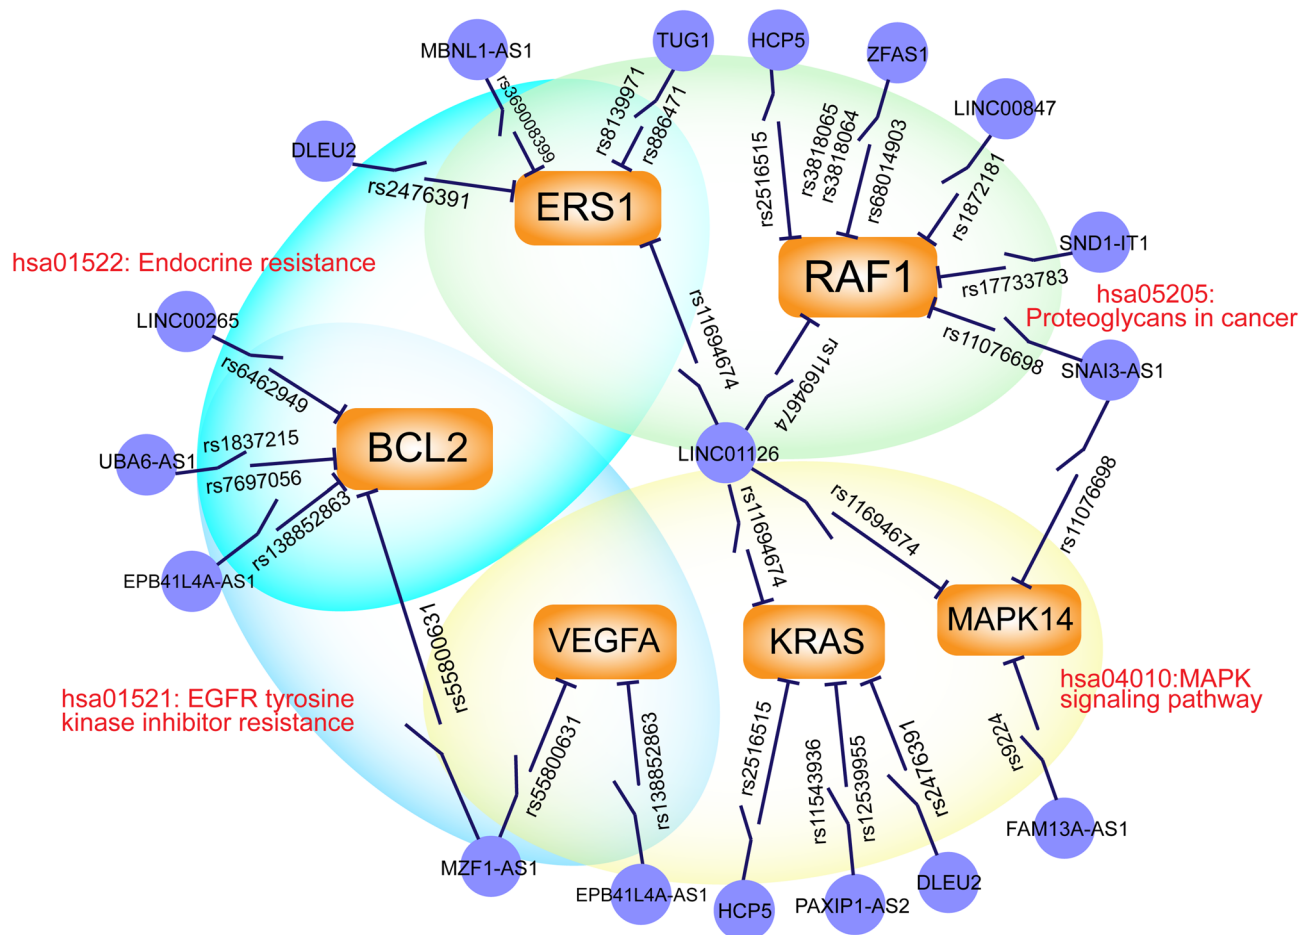 MBNL1-AS1
TUG1
HCP5
ZFAS1
LINC00847
DLEU2
rs369008399
rs8139971
rs886471
rs2516515
rs3818065
rs3818064
rs68014903
rs1872181
rs2476391
ERS1
RAF1
SND1-IT1
rs17733783
hsa01522: Endocrine resistance
hsa05205:
Proteoglycans in cancer
LINC00265
rs6462949
rs11694674
rs11694674
rs11076698
SNAI3-AS1
BCL2
LINC01126
UBA6-AS1
rs1837215
rs7697056
rs138852863
EPB41L4A-AS1
rs11694674
rs11694674
rs11076698
rs55800631
VEGFA
KRAS
MAPK14
hsa01521: EGFR tyrosine
kinase inhibitor resistance
hsa04010:MAPK
signaling pathway
rs55800631
rs138852863
rs2516515
rs11543936
rs12539955
rs2476391
rs9224
MZF1-AS1
EPB41L4A-AS1
HCP5
PAXIP1-AS2
DLEU2
FAM13A-AS1